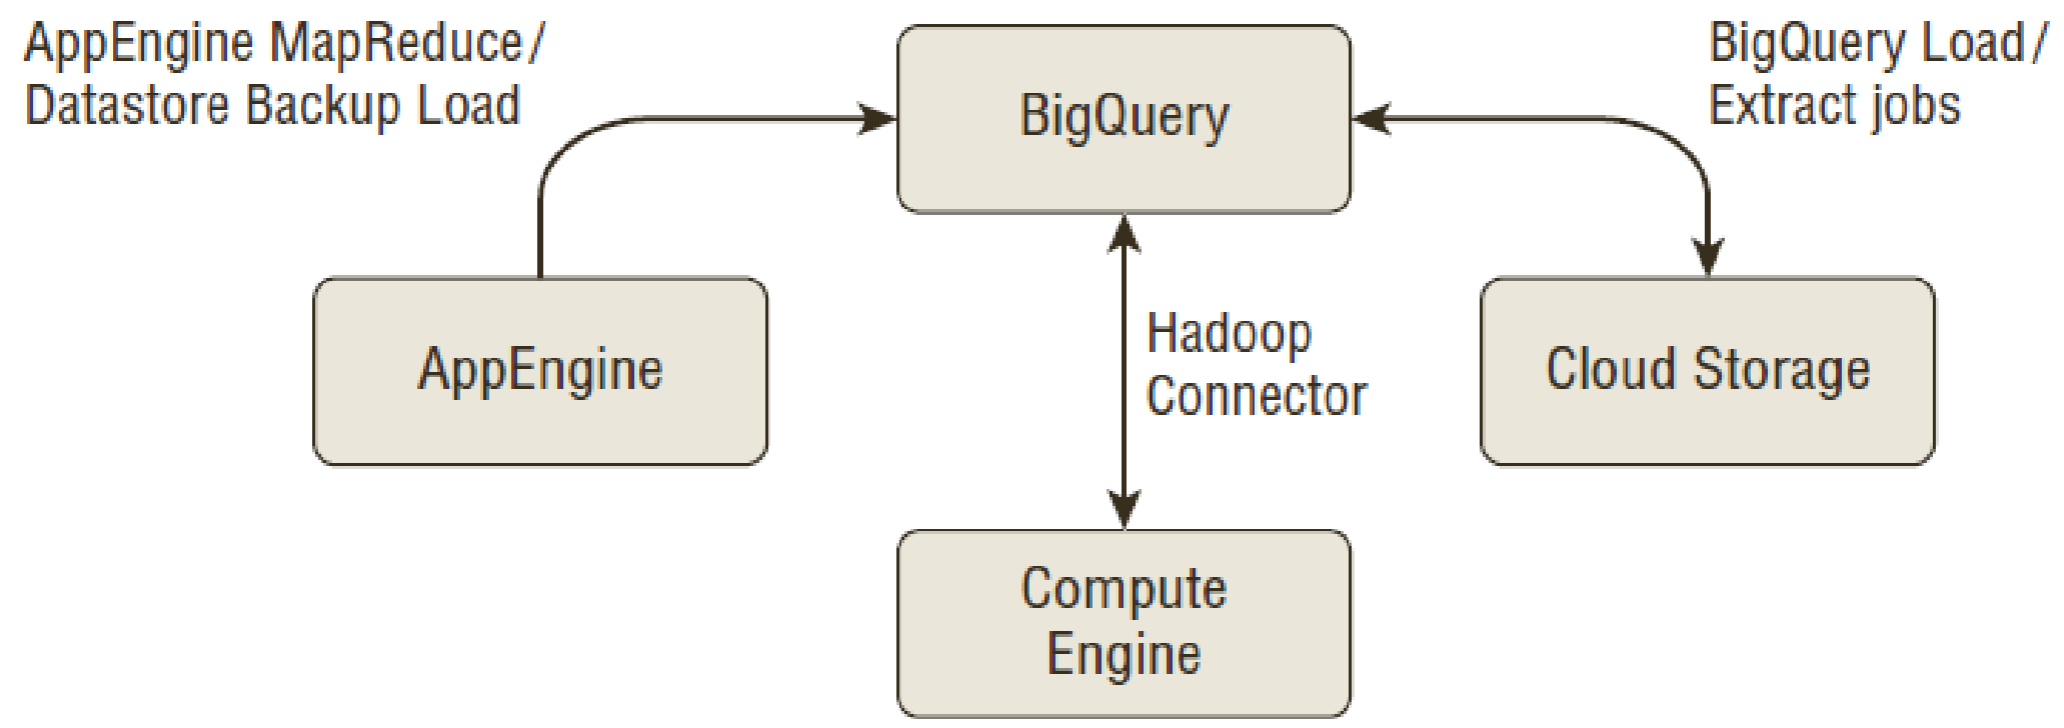 AppEngine MapReduce/
Datastore Backup Load
BigQuery
BigQuery Load/
Extract jobs
AppEngine
Hadoop
Connector
Cloud Storage
Compute
Engine